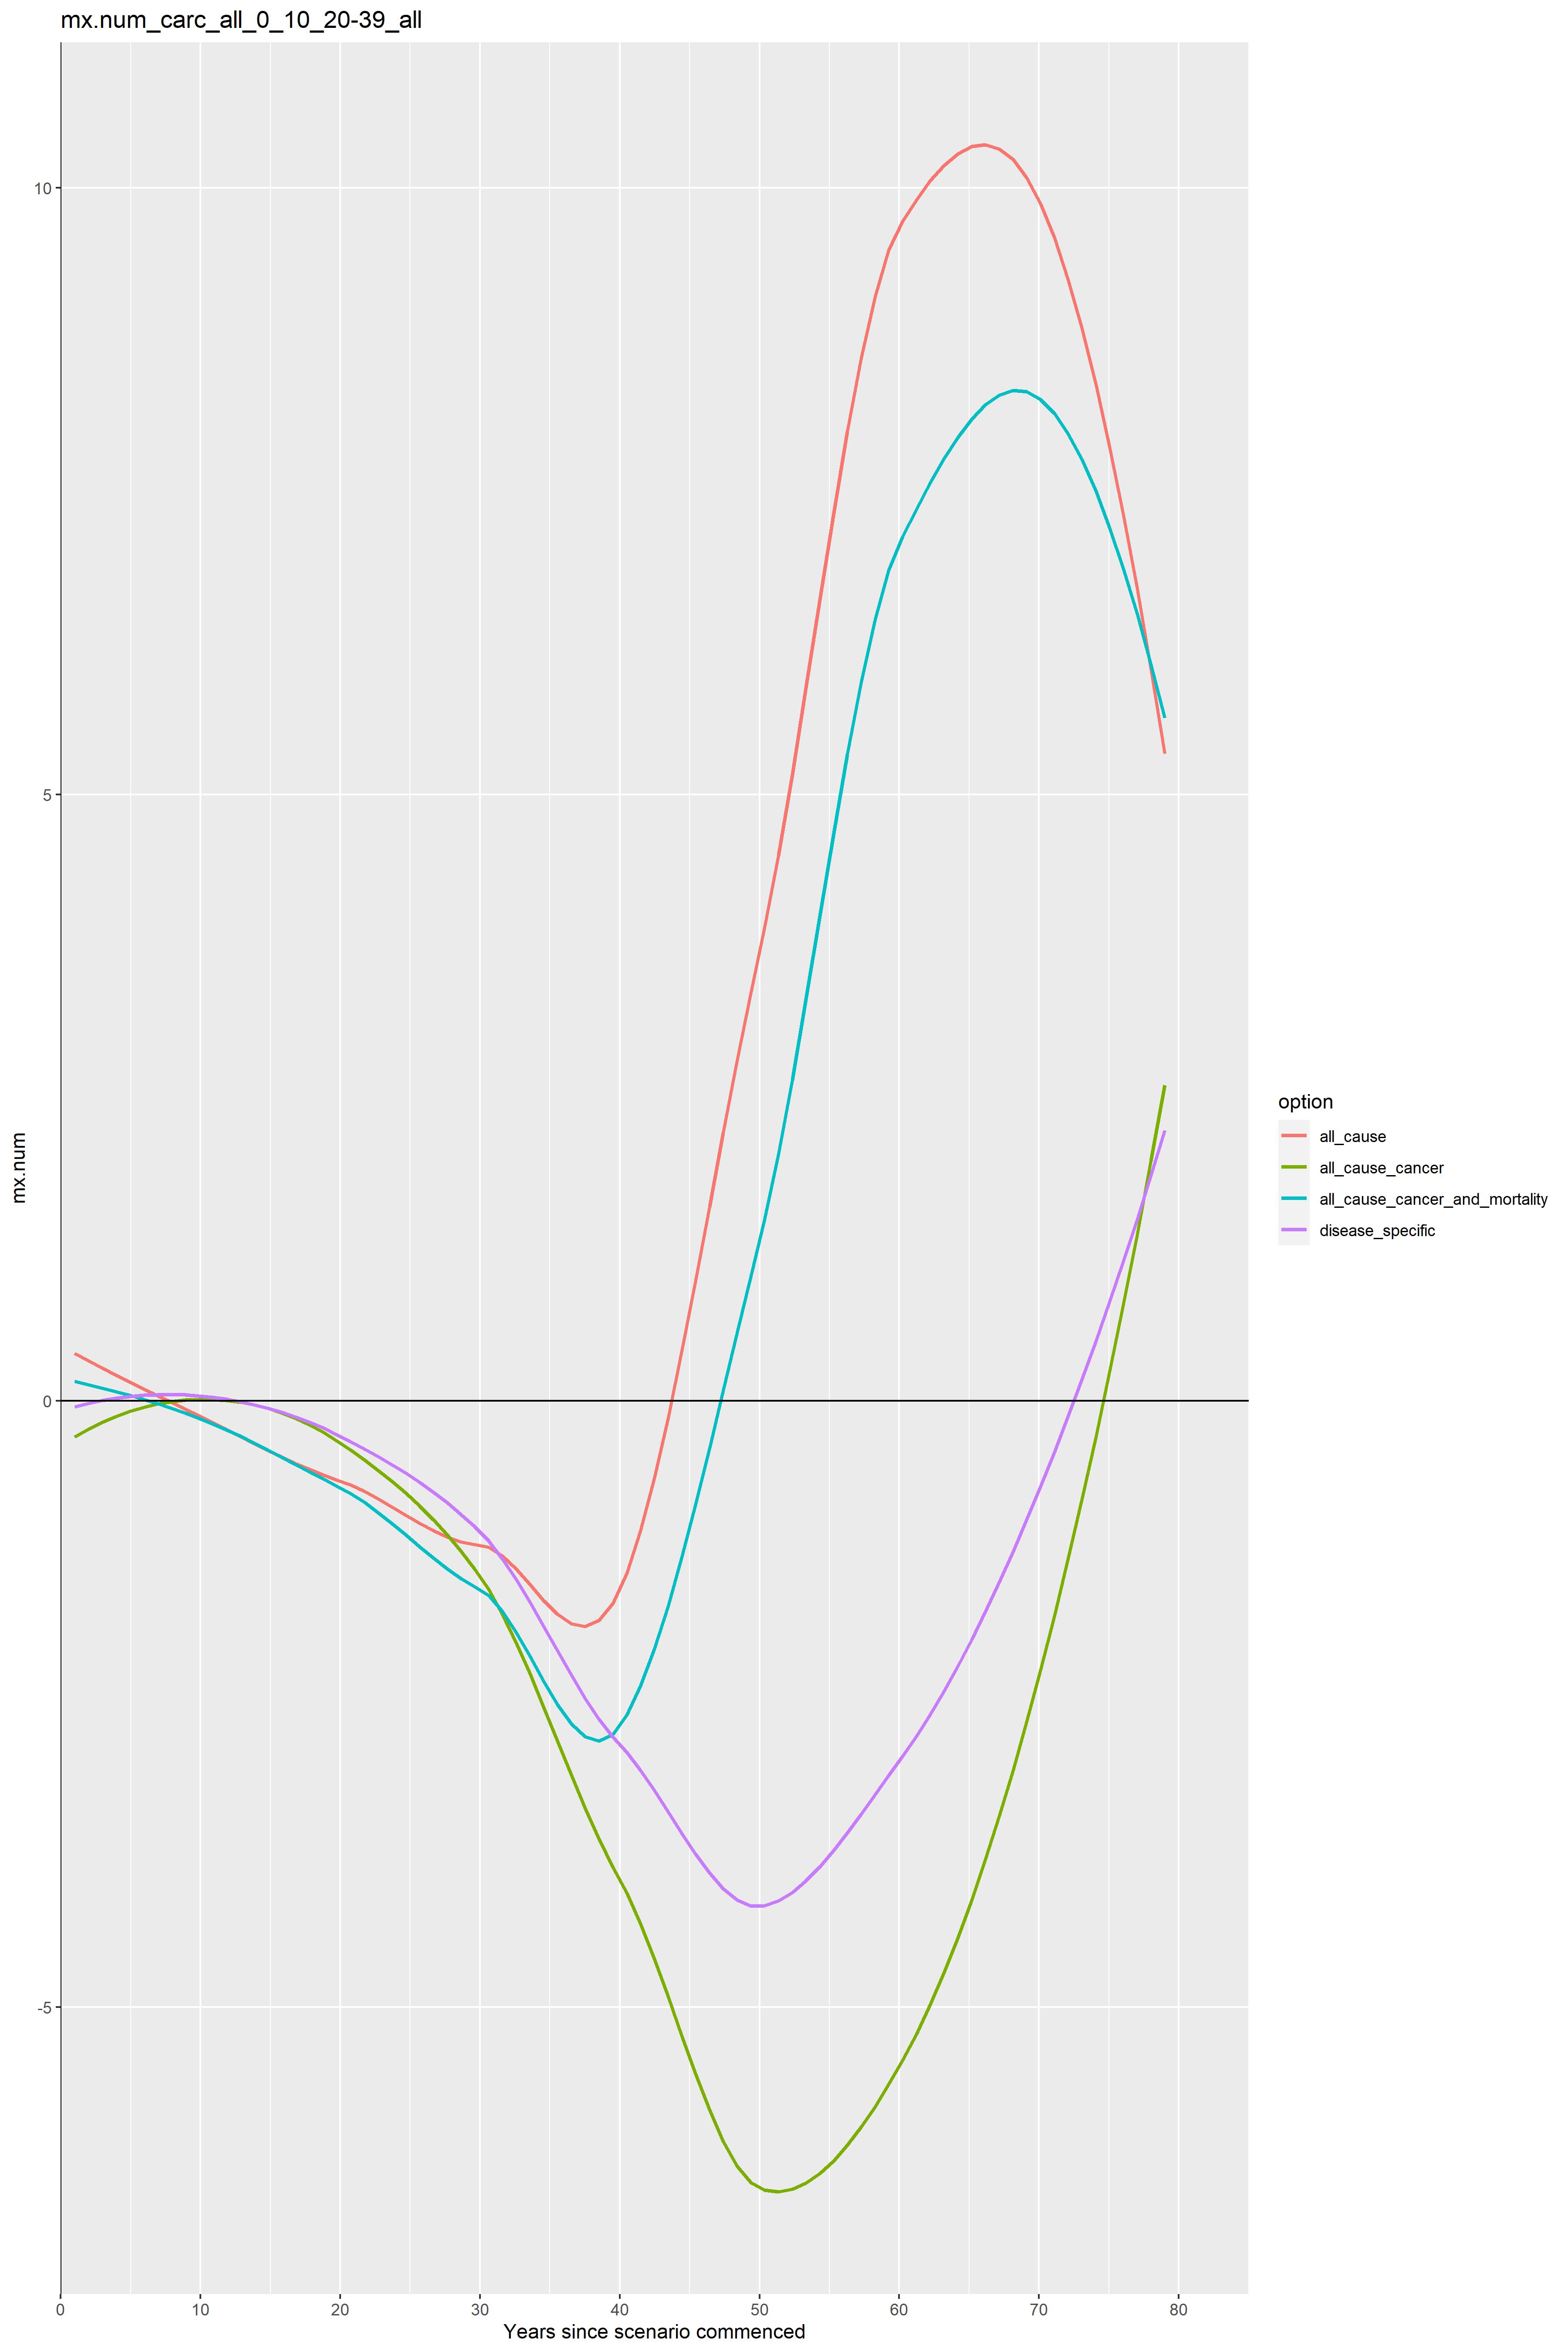 mx.num_carc_all_0_10_20-39_all
10
5
0
-5
mx.num
0 10 20 30 40 50 60 70 80
Years since scenario commenced
option
all_cause
all_cause_cancer
all_cause_cancer_and_mortality
disease_specific